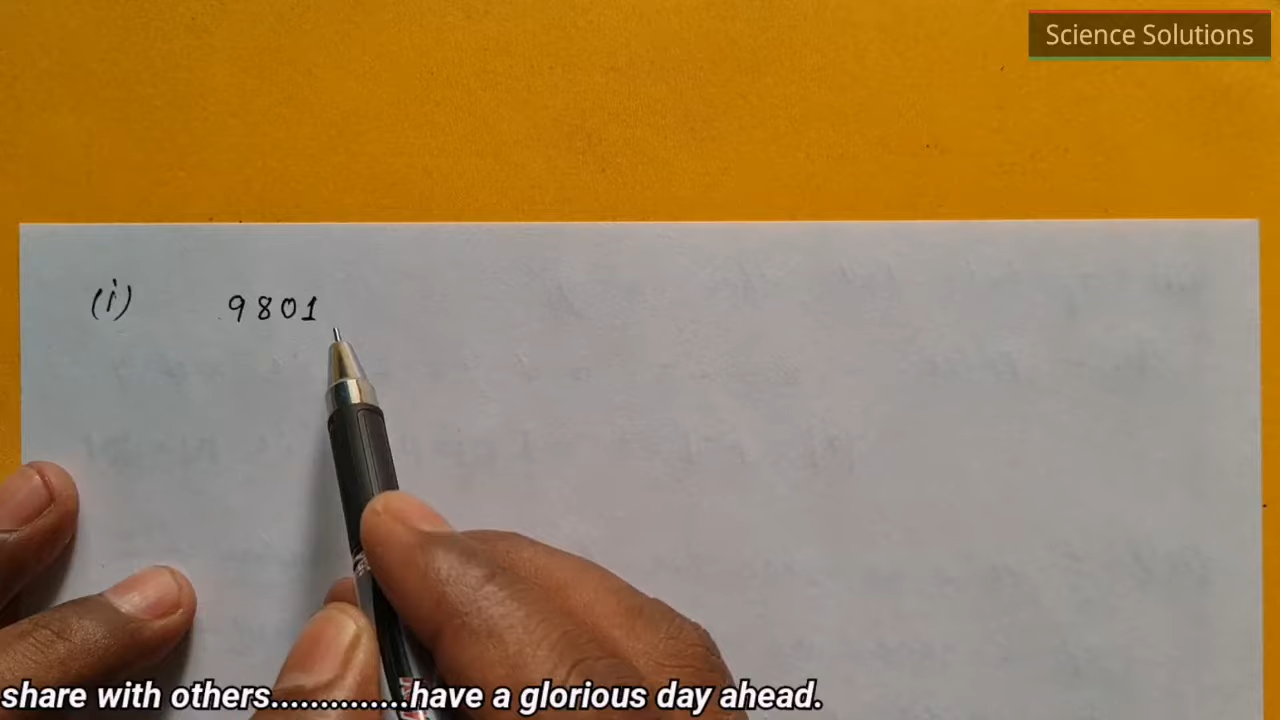 Science Solutions
(i) 9801
share with others..............have a glorious day ahead.